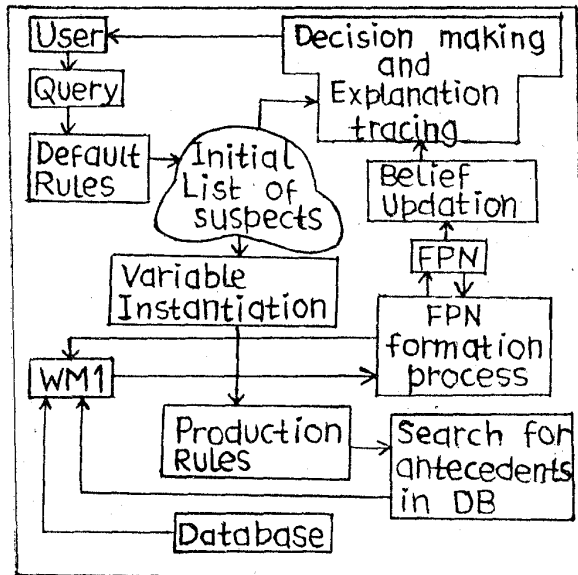 User
Query
Default
Rules
Initial
List of
suspects
Decision making
and
Explanation
tracing
Belief
Updation
FPN
FPN
formation
process
Variable
Instantiation
WM1
Production
Rules
Search for
antecedents
in DB
Database